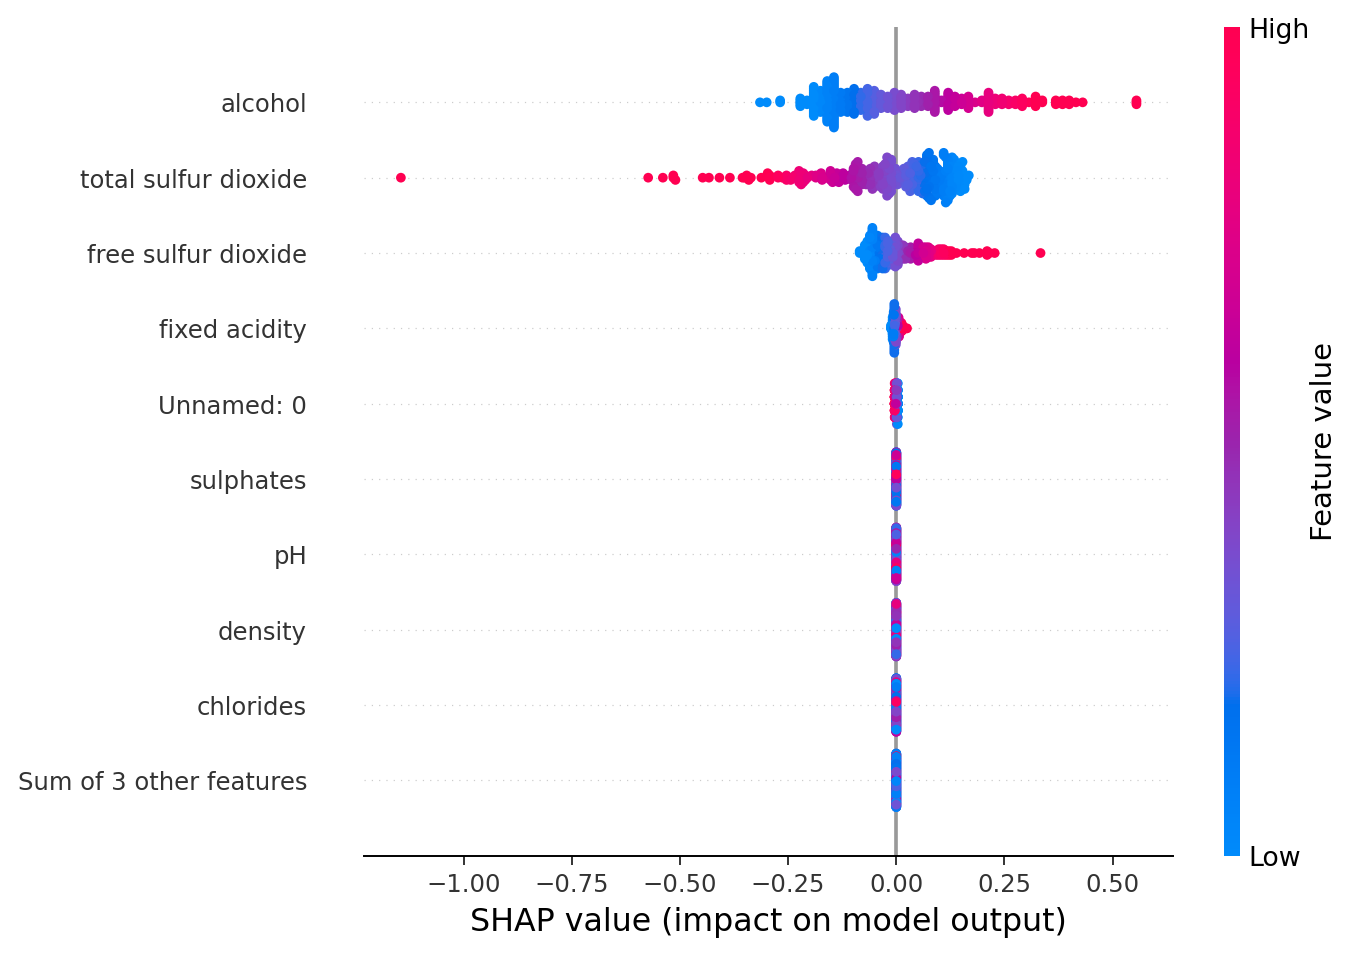 alcohol
total sulfur dioxide
free sulfur dioxide
fixed acidity
Unnamed: 0
sulphates
pH
density
chlorides
Sum of 3 other features
−1.00 −0.75 −0.50 −0.25 0.00 0.25 0.50
SHAP value (impact on model output)
High
Feature value
Low